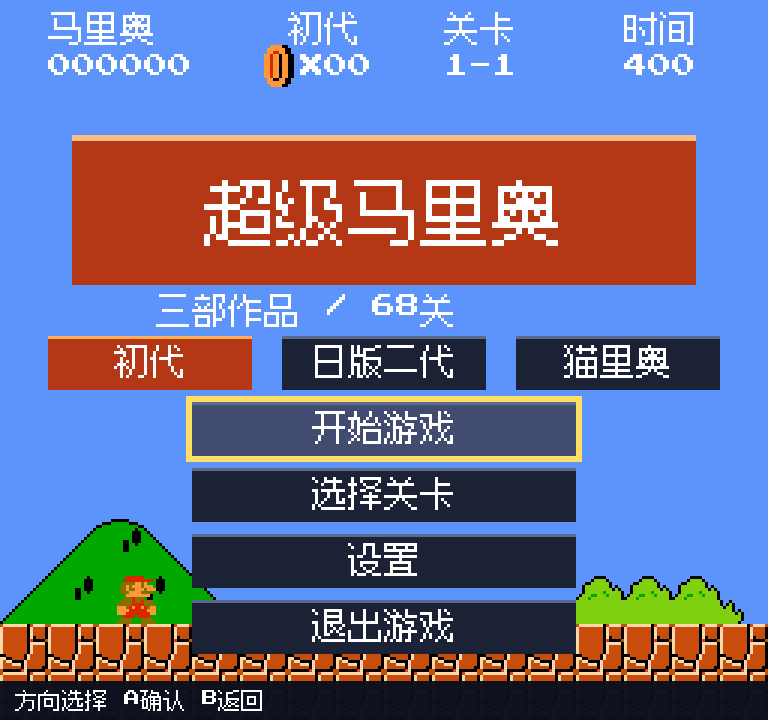 马里奥 初代 关卡 时间
000000 ×00 1-1 400
超级马里奥
三部作品 / 68关
初代 日版二代 猫里奥
开始游戏
选择关卡
设置
退出游戏
方向选择 A确认 B返回